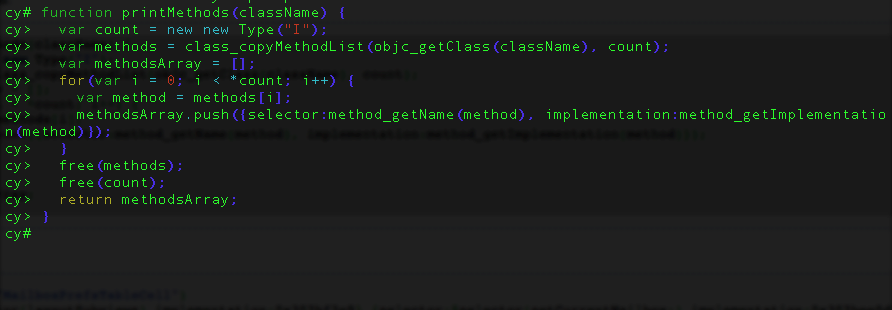 cy# function printMethods(className) {
cy>   var count = new new Type("I");
cy>   var methods = class_copyMethodList(objc_getClass(className), count);
cy>   var methodsArray = [];
cy>   for(var i = 0; i < *count; i++) {
cy>     var method = methods[i];
cy>     methodsArray.push({selector:method_getName(method), implementation:method_getImplementatio
n(method)});
cy>   }
cy>   free(methods);
cy>   free(count);
cy>   return methodsArray;
cy> }
cy#